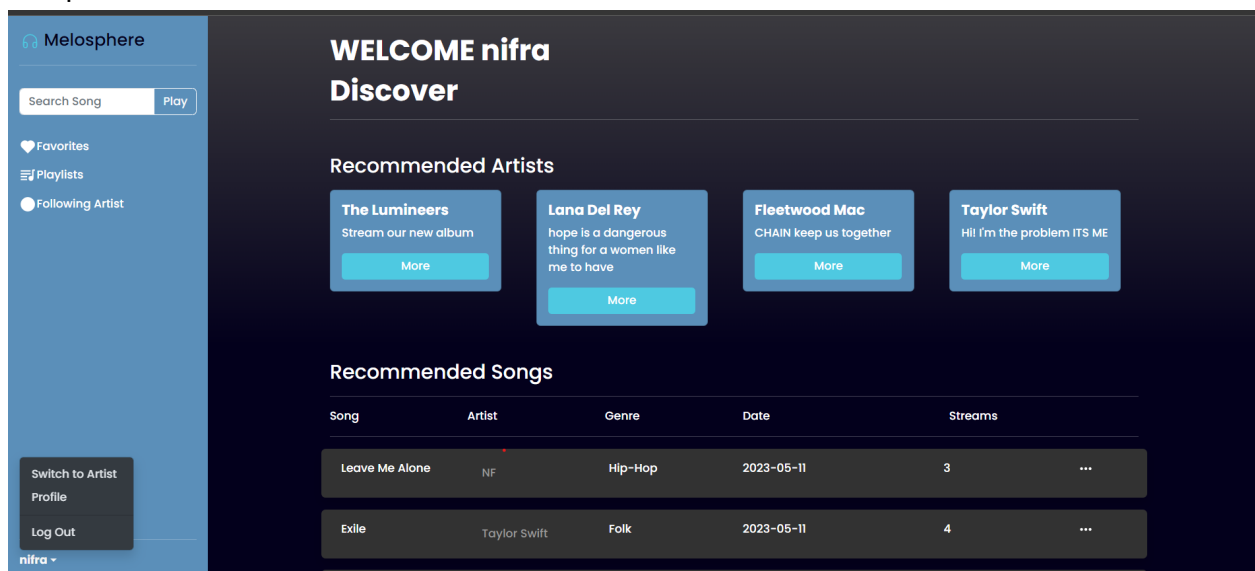 Melosphere
Search Song Play
Favorites
Playlists
Following Artist
Switch to Artist
Profile
Log Out
nifra
WELCOME nifra
Discover
Recommended Artists
The Lumineers
Stream our new album
More
Lana Del Rey
hope is a dangerous
thing for a women like
me to have
More
Fleetwood Mac
CHAIN keep us together
More
Taylor Swift
Hi! I'm the problem ITS ME
More
Recommended Songs
Song Artist Genre Date Streams
Leave Me Alone NF Hip-Hop 2023-05-11 3 ...
Exile Taylor Swift Folk 2023-05-11 4 ...